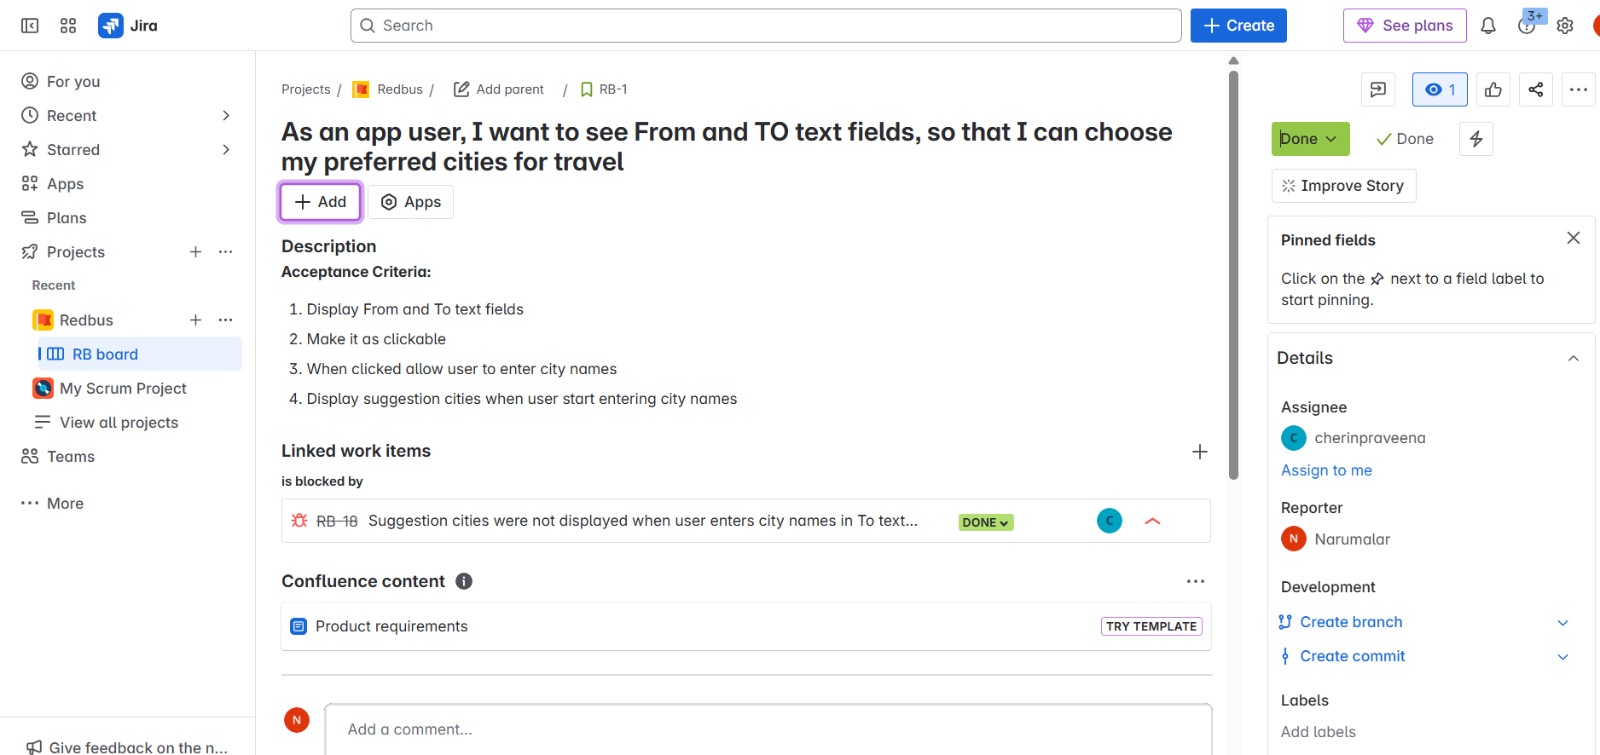 Jira
Search
Create
See plans
3+
For you
Recent
Starred
Apps
Plans
Projects
Recent
Redbus
RB board
My Scrum Project
View all projects
Teams
More
Give feedback on the n...
Projects / Redbus / Add parent / RB-1
As an app user, I want to see From and TO text fields, so that I can choose
my preferred cities for travel
Add
Apps
Description
Acceptance Criteria:
1. Display From and To text fields
2. Make it as clickable
3. When clicked allow user to enter city names
4. Display suggestion cities when user start entering city names
Linked work items
is blocked by
RB-18 Suggestion cities were not displayed when user enters city names in To text... DONE C
Confluence content
Product requirements TRY TEMPLATE
N
Add a comment...
1
Done
Done
Improve Story
Pinned fields
Click on the next to a field label to
start pinning.
Details
Assignee
C cherinpraveena
Assign to me
Reporter
N Narumalar
Development
Create branch
Create commit
Labels
Add labels